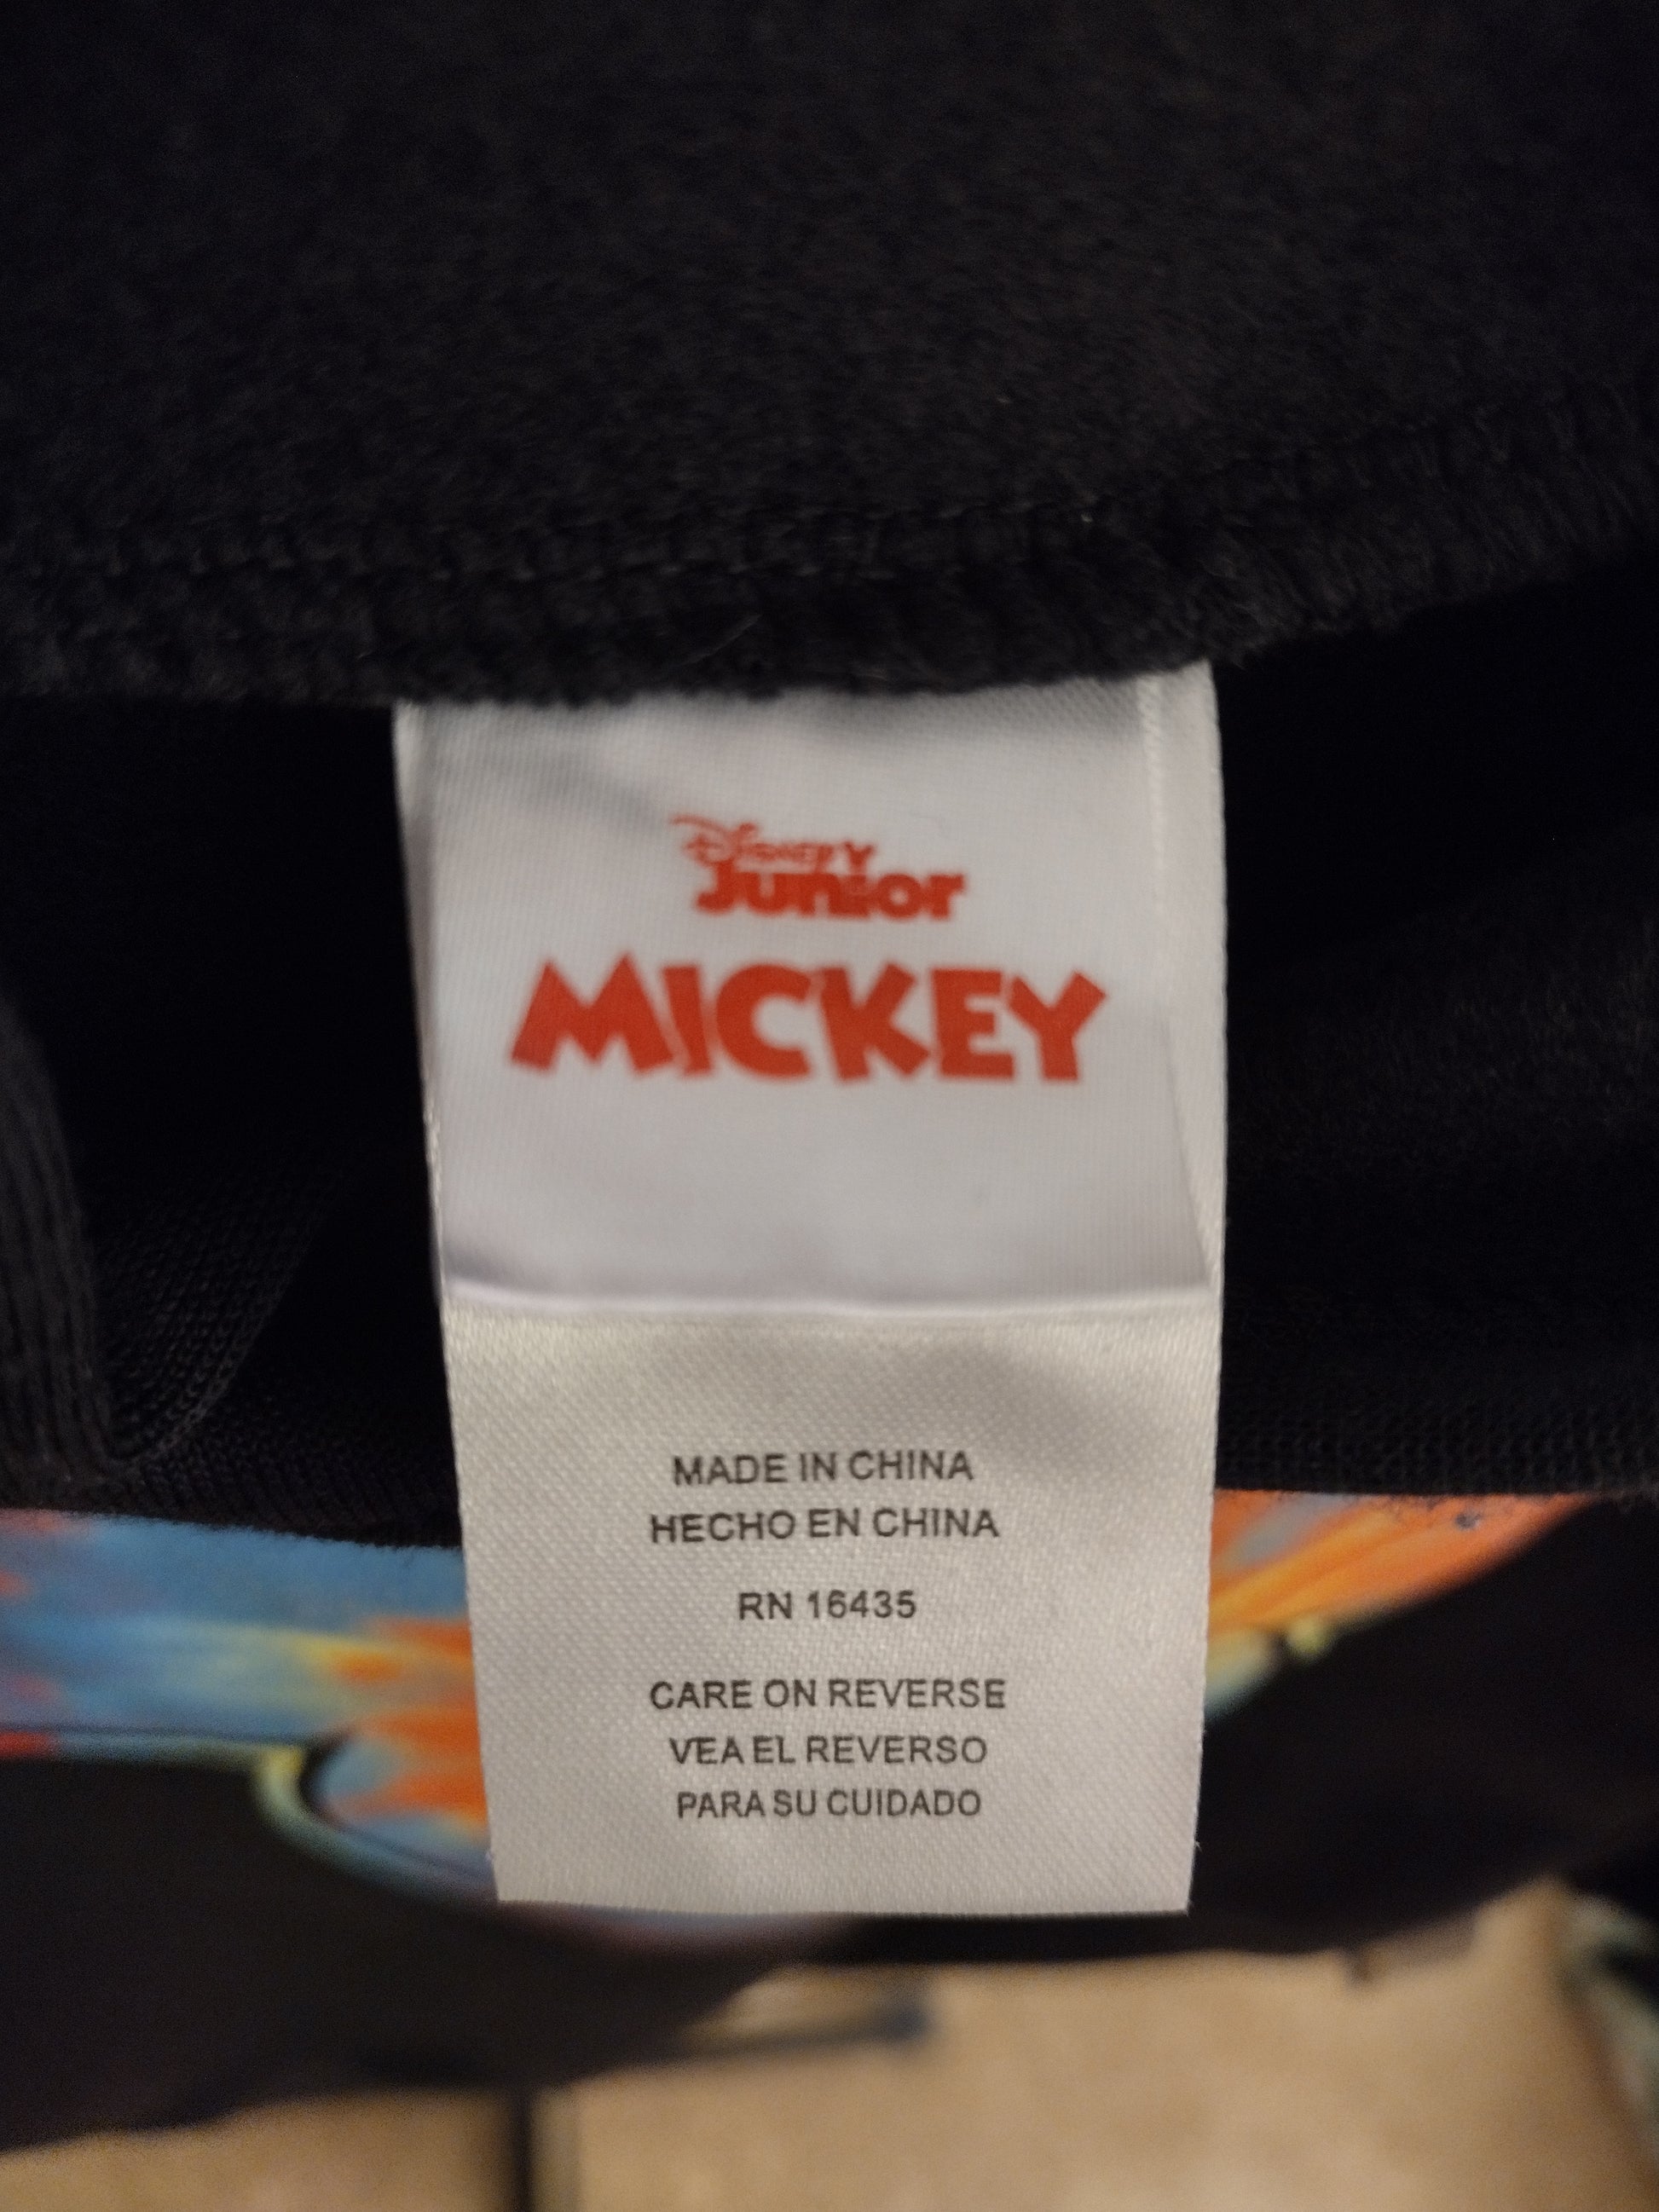 Disney
Junior
MICKEY
MADE IN CHINA
HECHO EN CHINA
RN 16435
CARE ON REVERSE
VEA EL REVERSO
PARA SU CUIDADO